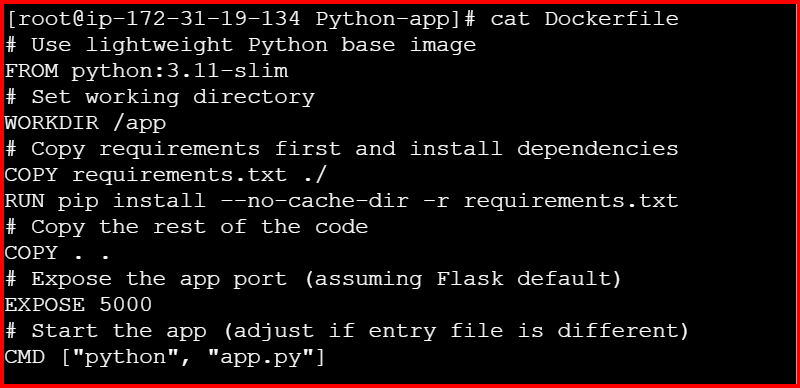 [root@ip-172-31-19-134 Python-app]# cat Dockerfile
# Use lightweight Python base image
FROM python:3.11-slim
# Set working directory
WORKDIR /app
# Copy requirements first and install dependencies
COPY requirements.txt ./
RUN pip install --no-cache-dir -r requirements.txt
# Copy the rest of the code
COPY . .
# Expose the app port (assuming Flask default)
EXPOSE 5000
# Start the app (adjust if entry file is different)
CMD ["python", "app.py"]